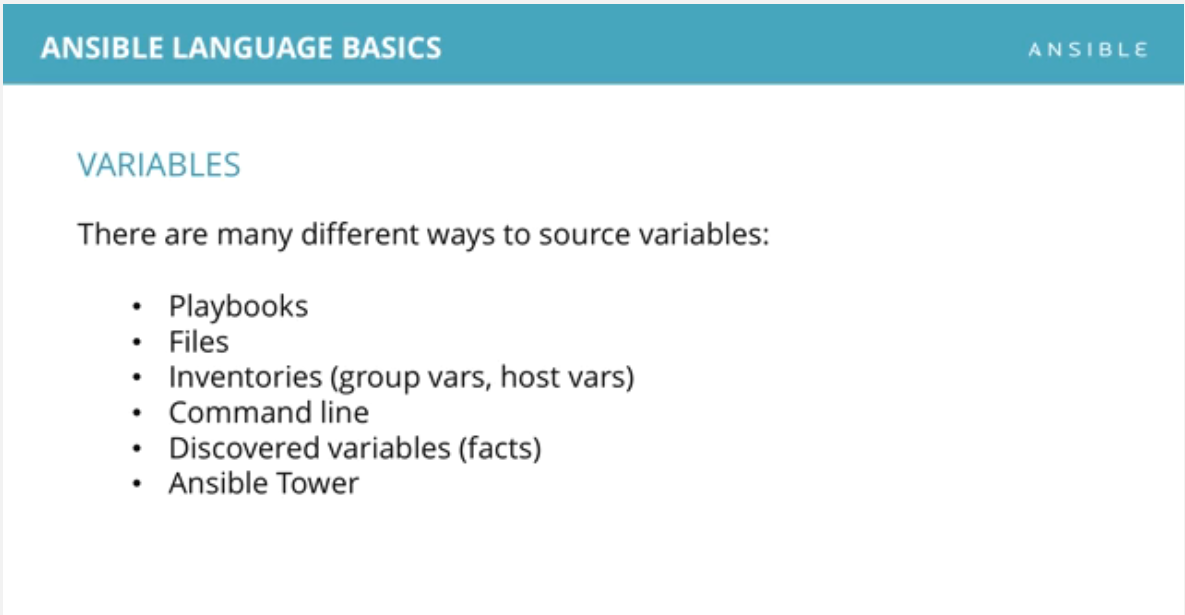 ANSIBLE LANGUAGE BASICS
ANSIBLE
VARIABLES
There are many different ways to source variables:
• Playbooks
• Files
• Inventories (group vars, host vars)
• Command line
• Discovered variables (facts)
• Ansible Tower